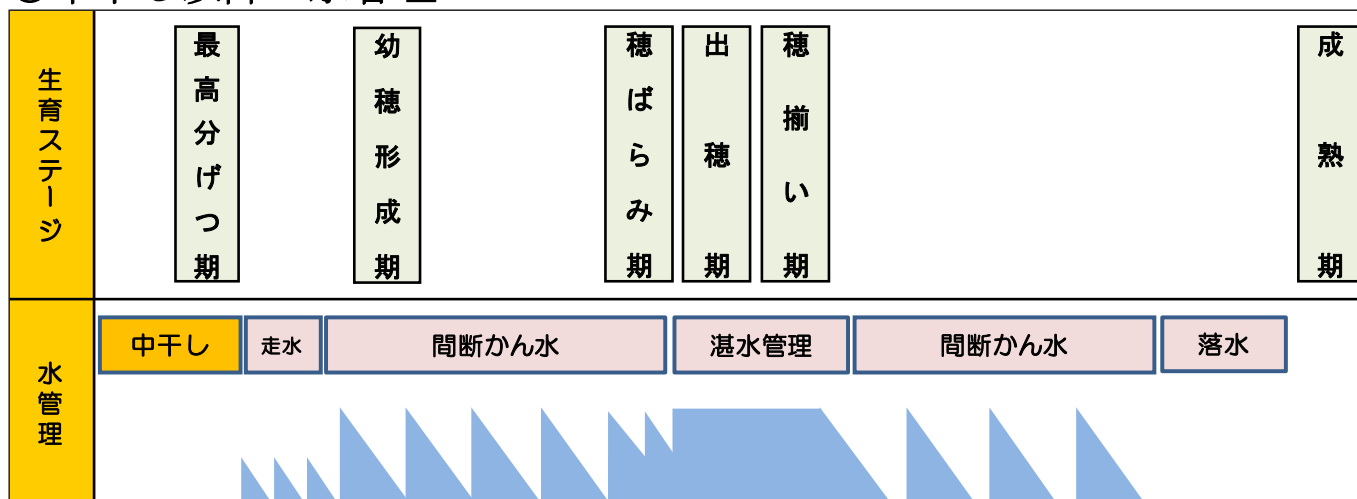 生育ステージ
最高分げつ期
幼穂形成期
穂ばらみ期
出穂期
穂揃い期
成熟期
水管理
中干し
走水
間断かん水
湛水管理
間断かん水
落水